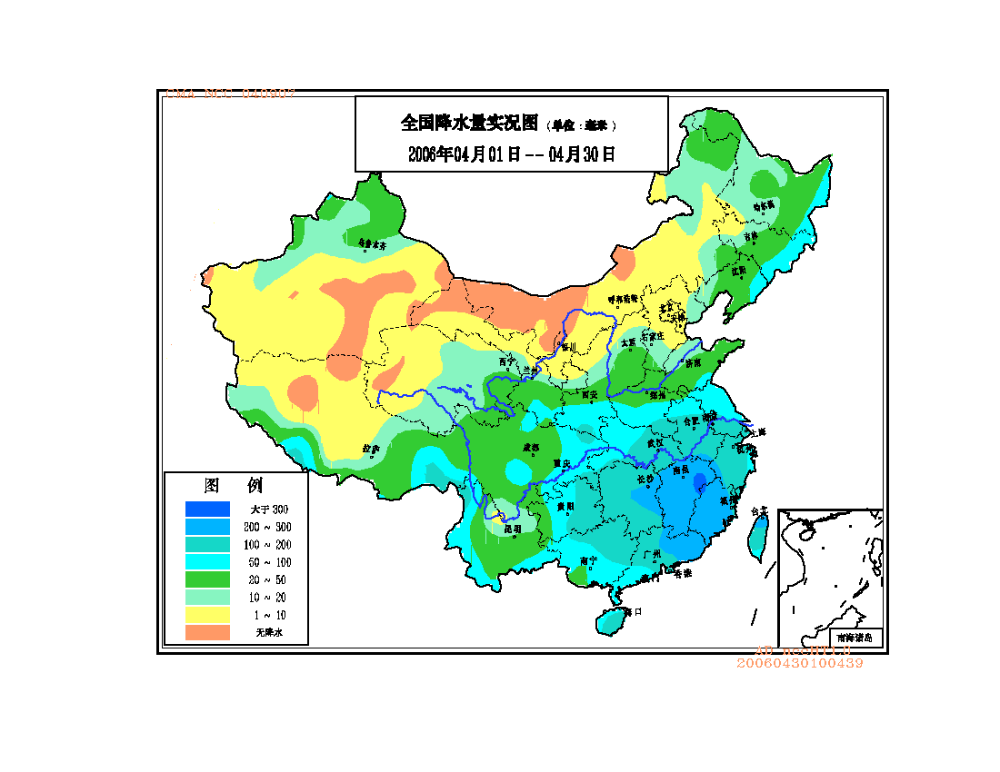 CMA NCC 040902
全国降水量实况图 (单位:毫米)
2006年04月01日 -- 04月30日
哈尔滨
乌鲁木齐
吉林
沈阳
呼和浩特
北京
天津
银川
太原 石家庄
西宁
兰州
济南
西安
郑州
合肥 南京
上海
拉萨
成都
武汉
杭州
重庆
南昌
长沙
福州
贵阳
台北
昆明
广州
南宁
澳门 香港
海口
图 例
大于 300
200 ~ 300
100 ~ 200
50 ~ 100
20 ~ 50
10 ~ 20
1 ~ 10
无降水
南海诸岛
20060430100439